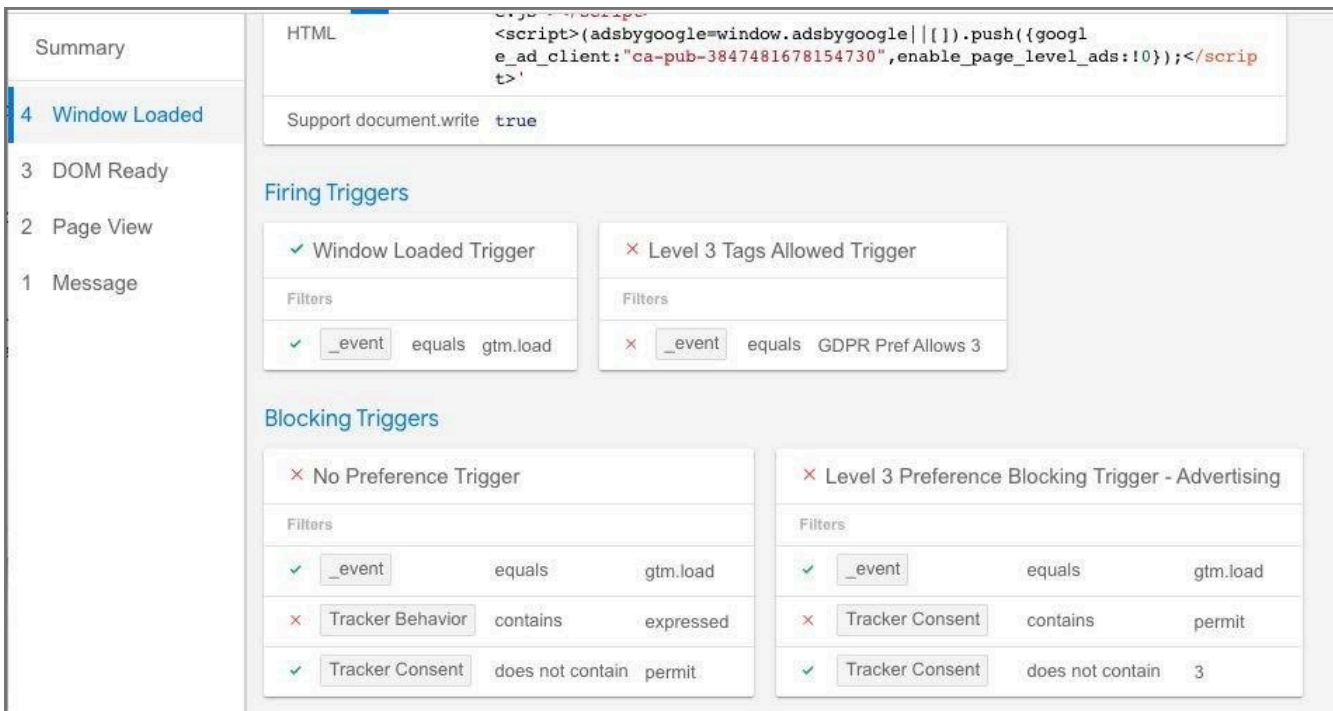 Summary
4 Window Loaded
3 DOM Ready
2 Page View
1 Message
HTML
<script>(adsbygoogle=window.adsbygoogle||[]).push({googl
e_ad_client:"ca-pub-3847481678154730",enable_page_level_ads:!0});</scrip
t>'
Support document.write true
Firing Triggers
Window Loaded Trigger
Filters
_event equals gtm.load
Level 3 Tags Allowed Trigger
Filters
_event equals GDPR Pref Allows 3
Blocking Triggers
No Preference Trigger
Filters
_event equals gtm.load
Tracker Behavior contains expressed
Tracker Consent does not contain permit
Level 3 Preference Blocking Trigger - Advertising
Filters
_event equals gtm.load
Tracker Consent contains permit
Tracker Consent does not contain 3